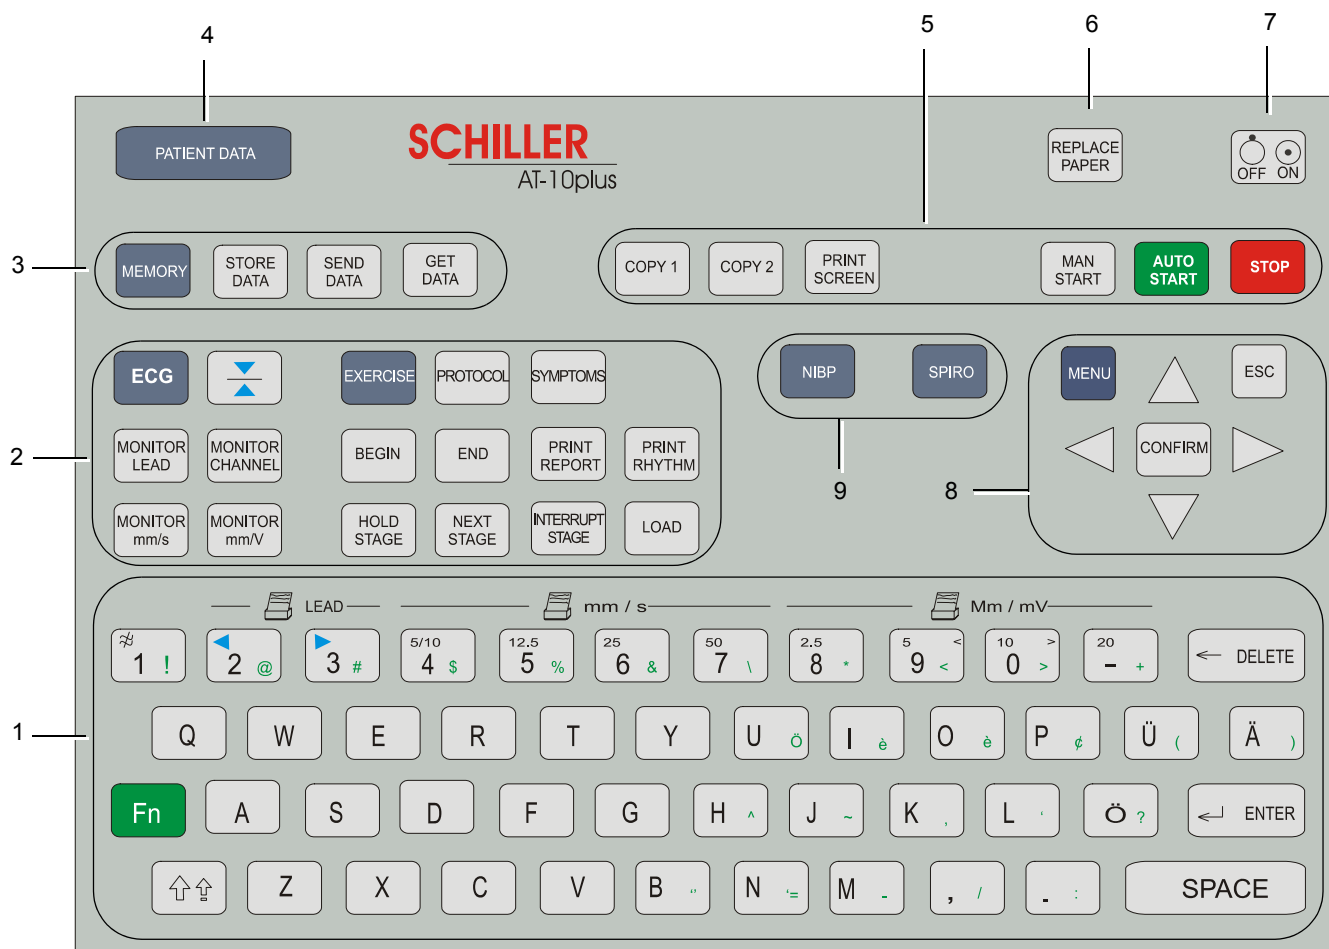 4 5 6 7
PATIENT DATA
SCHILLER
AT-10plus
REPLACE
PAPER
OFF ON
3
MEMORY
STORE
DATA
SEND
DATA
GET
DATA
COPY 1
COPY 2
PRINT
SCREEN
MAN
START
AUTO
START
STOP
2
ECG
EXERCISE
PROTOCOL
SYMPTOMS
MONITOR
LEAD
MONITOR
CHANNEL
BEGIN
END
PRINT
REPORT
PRINT
RHYTHM
MONITOR
mm/s
MONITOR
mm/V
HOLD
STAGE
NEXT
STAGE
INTERRUPT
STAGE
LOAD
NIBP
SPIRO
9
8
MENU
ESC
CONFIRM
1
LEAD
mm / s
Mm / mV
1 !
2 @
3 #
5/10
4 $
12.5
5 %
25
6 &
50
7 \
2.5
8 *
5 <
9 <
10 >
0 >
20
- +
← DELETE
Q W E R T Y U ö I è O è P ¢ Ü ( Ä )
Fn A S D F G H ^ J ~ K , L ‘ Ö ? ENTER
Z X C V B “ N ‘= M - , / . : SPACE